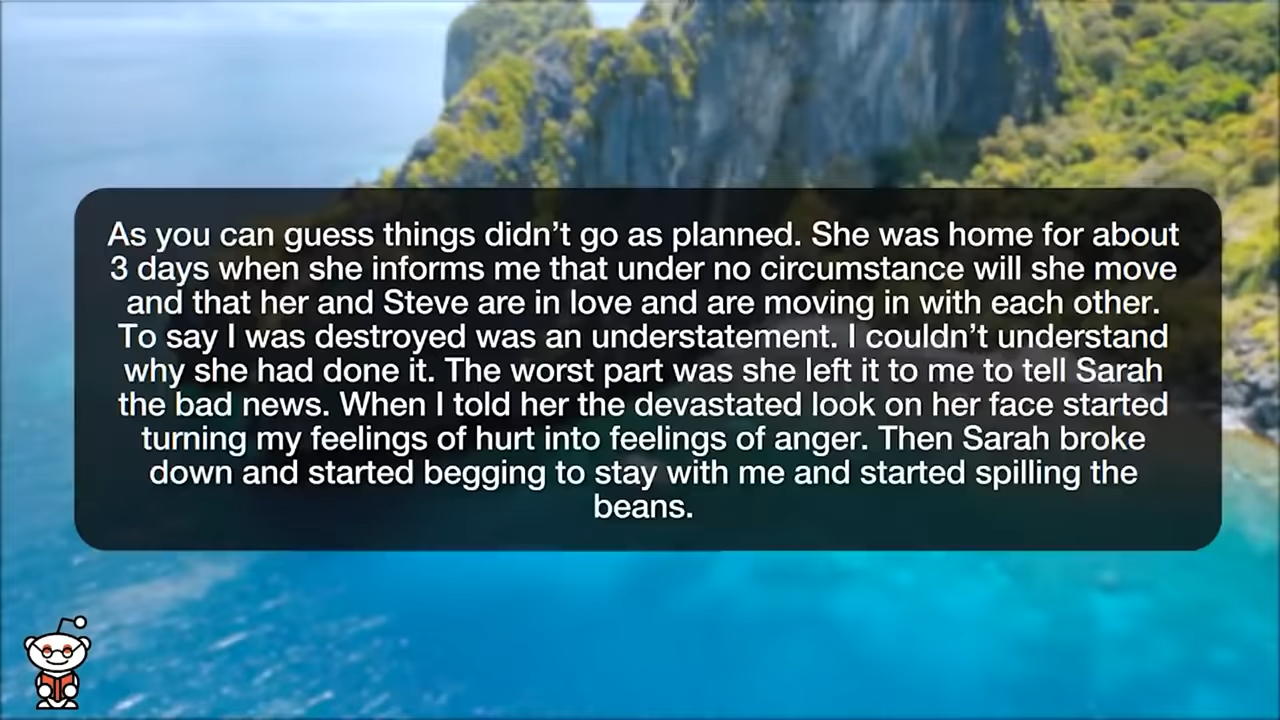 As you can guess things didn’t go as planned. She was home for about
3 days when she informs me that under no circumstance will she move
and that her and Steve are in love and are moving in with each other.
To say I was destroyed was an understatement. I couldn’t understand
why she had done it. The worst part was she left it to me to tell Sarah
the bad news. When I told her the devastated look on her face started
turning my feelings of hurt into feelings of anger. Then Sarah broke
down and started begging to stay with me and started spilling the
beans.